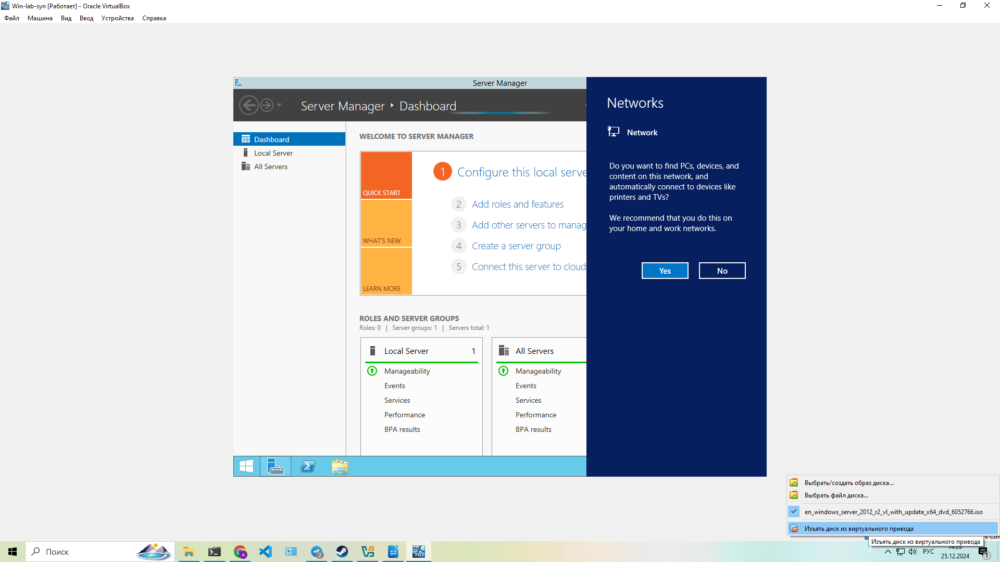 Win-lab-syn [Работает] - Oracle VirtualBox
Файл Машина Вид Ввод Устройства Справка
Server Manager
Server Manager Dashboard
Dashboard
Local Server
All Servers
WELCOME TO SERVER MANAGER
QUICK START
WHAT'S NEW
LEARN MORE
1 Configure this local serve
2 Add roles and features
3 Add other servers to manag
4 Create a server group
5 Connect this server to cloud
ROLES AND SERVER GROUPS
Roles: 0 | Server groups: 1 | Servers total: 1
Local Server 1
Manageability
Events
Services
Performance
BPA results
All Servers
Manageability
Events
Services
Performance
BPA results
Networks
Network
Do you want to find PCs, devices, and
content on this network, and
automatically connect to devices like
printers and TVs?
We recommend that you do this on
your home and work networks.
Yes No
Выбрать/создать образ диска...
Выбрать файл диска...
en_windows_server_2012_r2_vl_with_update_x64_dvd_6052766.iso
Изъять диск из виртуального привода
Изъять диск из виртуального привода
Поиск
A
2
x64
2012
РУС
14:09
25.12.2024
1